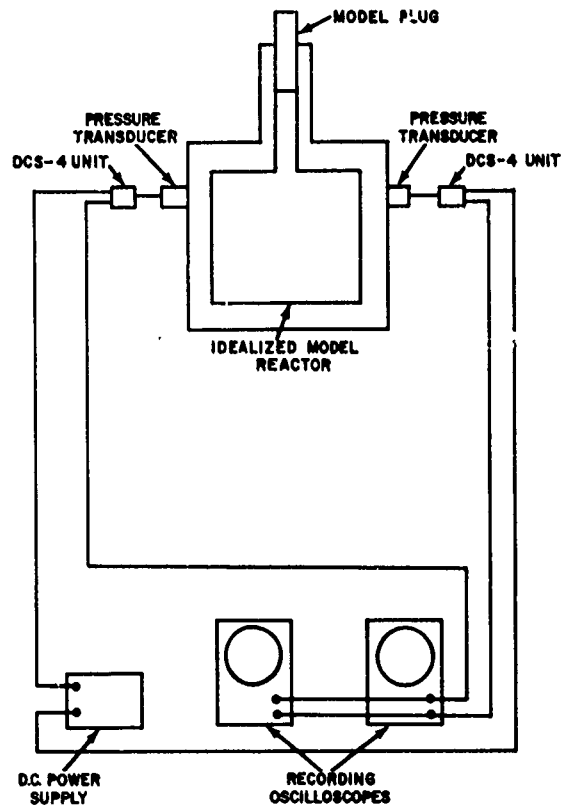 MODEL PLUG
PRESSURE
TRANSDUCER
DCS-4 UNIT
PRESSURE
TRANSDUCER
DCS-4 UNIT
IDEALIZED MODEL
REACTOR
D.C. POWER
SUPPLY
RECORDING
OSCILLOSCOPES